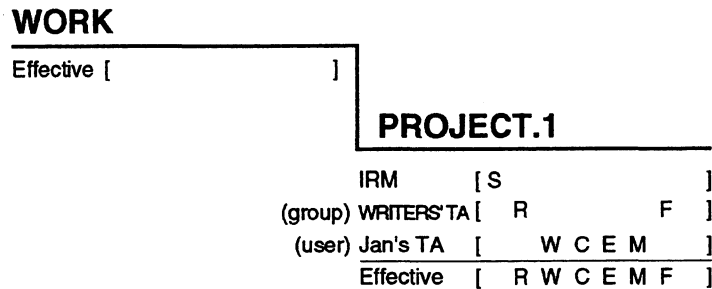 WORK
Effective [ ]
PROJECT.1
IRM [ S ]
(group) WRITERS' TA [ R F ]
(user) Jan's TA [ W C E M ]
Effective [ R W C E M F ]